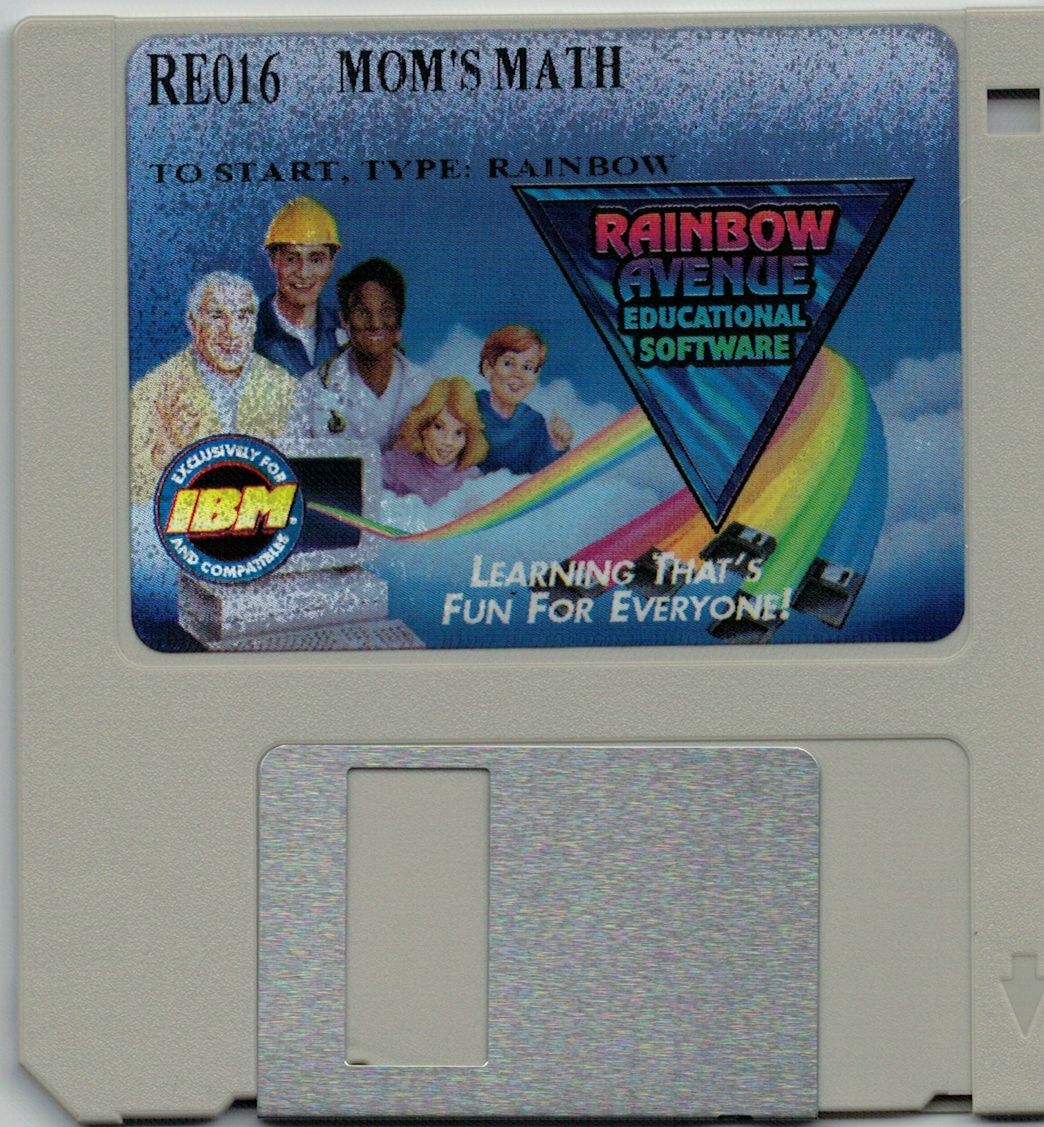 RE016 MOM'S MATH
TO START, TYPE: RAINBOW
RAINBOW
AVENUE
EDUCATIONAL
SOFTWARE
EXCLUSIVELY FOR
IBM®
AND COMPATIBLES
LEARNING THAT'S
FUN FOR EVERYONE!